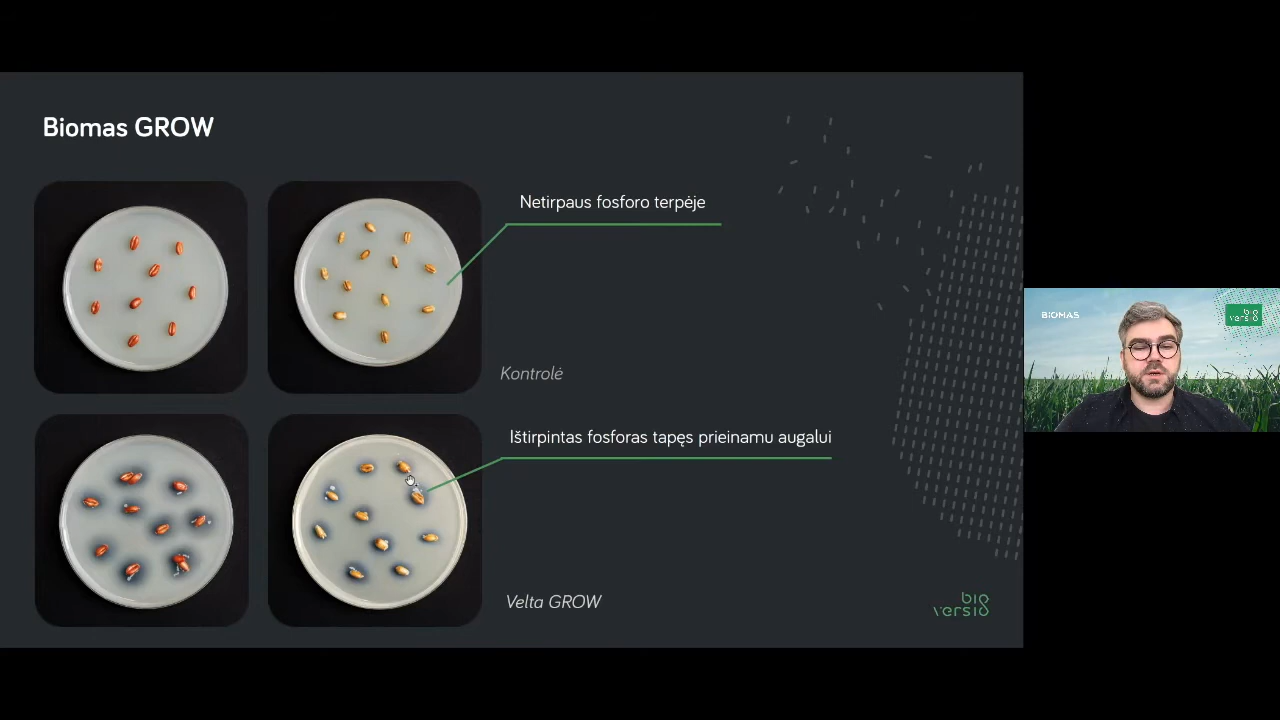 Biomas GROW
Netirpaus fosforo terpėje
Kontrolė
Ištirpintas fosforas tapęs prieinamu augalui
Velta GROW
bio
versio
BIOMAS
bio
versio